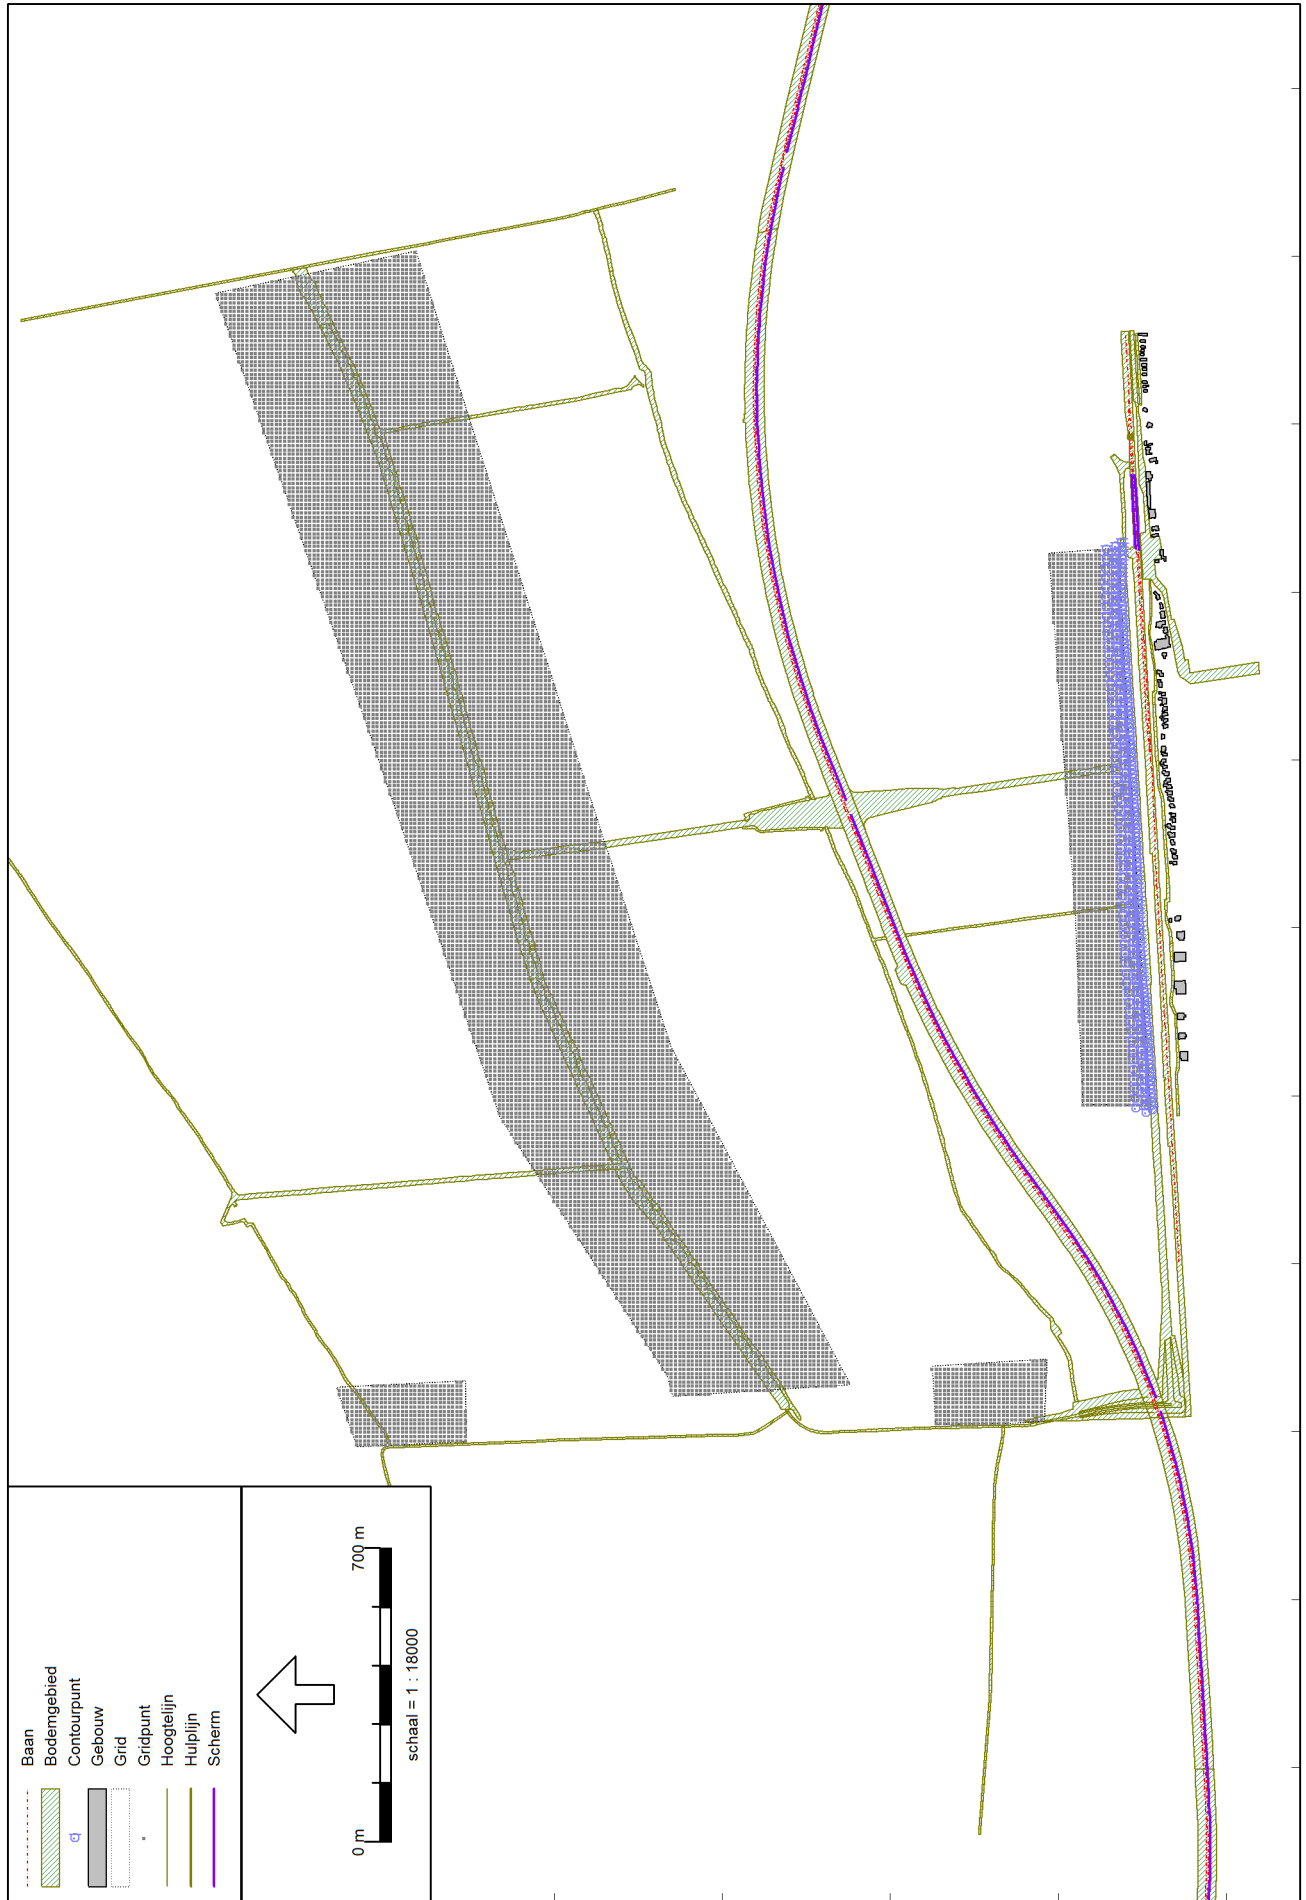 Baan
Bodemgebied
Contourpunt
Gebouw
Grid
Gridpunt
Hoogtelijn
Hulplijn
Scherm
0 m
700 m
schaal = 1 : 18000